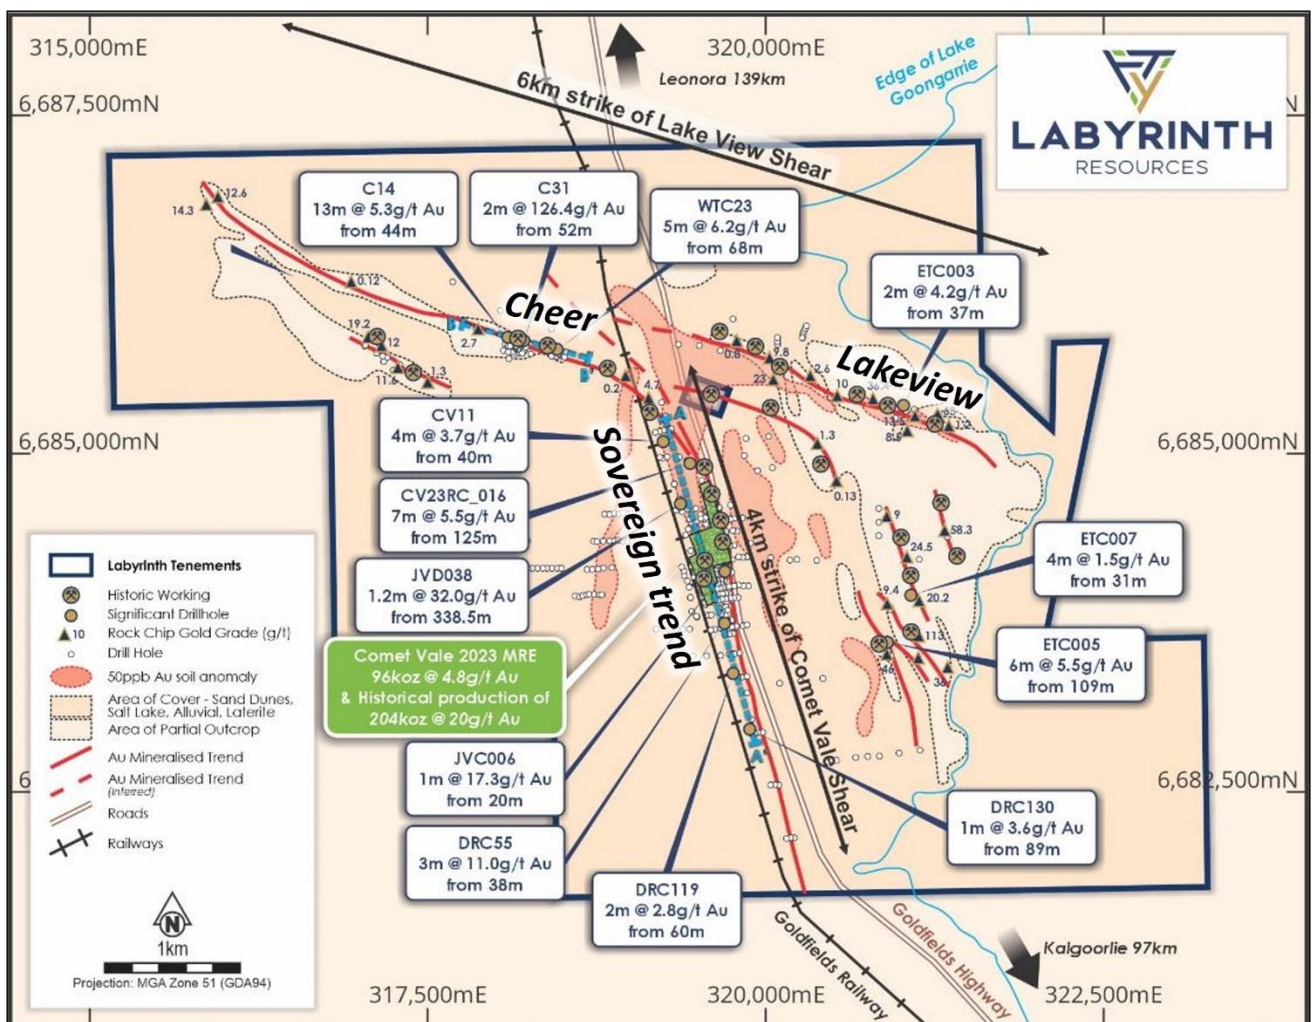 315,000mE
320,000mE
6,687,500mN
Leonora 139km
Edge of Lake
Goongarrie
LABYRINTH
RESOURCES
6km strike of Lake View Shear
C14
13m @ 5.3g/t Au
from 44m
C31
2m @ 126.4g/t Au
from 52m
WTC23
5m @ 6.2g/t Au
from 68m
ETC003
2m @ 4.2g/t Au
from 37m
12.6
14.3
0.12
19.2
12
11.6
1.3
2.7
Cheer
B'
0.2
4.7
A
0.8
9.8
23
2.6
10
Lakeview
1.2
1.3
0.13
CV11
4m @ 3.7g/t Au
from 40m
6,685,000mN
6,685,000mN
CV23RC_016
7m @ 5.5g/t Au
from 125m
Sovereign trend
4km strike of Comet Vale Shear
9
24.5
58.3
20.2
9.4
113
46
ETC007
4m @ 1.5g/t Au
from 31m
JVD038
1.2m @ 32.0g/t Au
from 338.5m
ETC005
6m @ 5.5g/t Au
from 109m
Comet Vale 2023 MRE
96koz @ 4.8g/t Au
& Historical production of
204koz @ 20g/t Au
A'
JVC006
1m @ 17.3g/t Au
from 20m
6,682,500mN
DRC130
1m @ 3.6g/t Au
from 89m
DRC55
3m @ 11.0g/t Au
from 38m
DRC119
2m @ 2.8g/t Au
from 60m
Labyrinth Tenements
Historic Working
Significant Drillhole
10 Rock Chip Gold Grade (g/t)
Drill Hole
50ppb Au soil anomaly
Area of Cover - Sand Dunes,
Salt Lake, Alluvial, Laterite
Area of Partial Outcrop
Au Mineralised Trend
Au Mineralised Trend
(Inferred)
Roads
Railways
N
1km
Projection: MGA Zone 51 (GDA94)
Goldfields Railway
Goldfields Highway
Kalgoorlie 97km
317,500mE
320,000mE
322,500mE